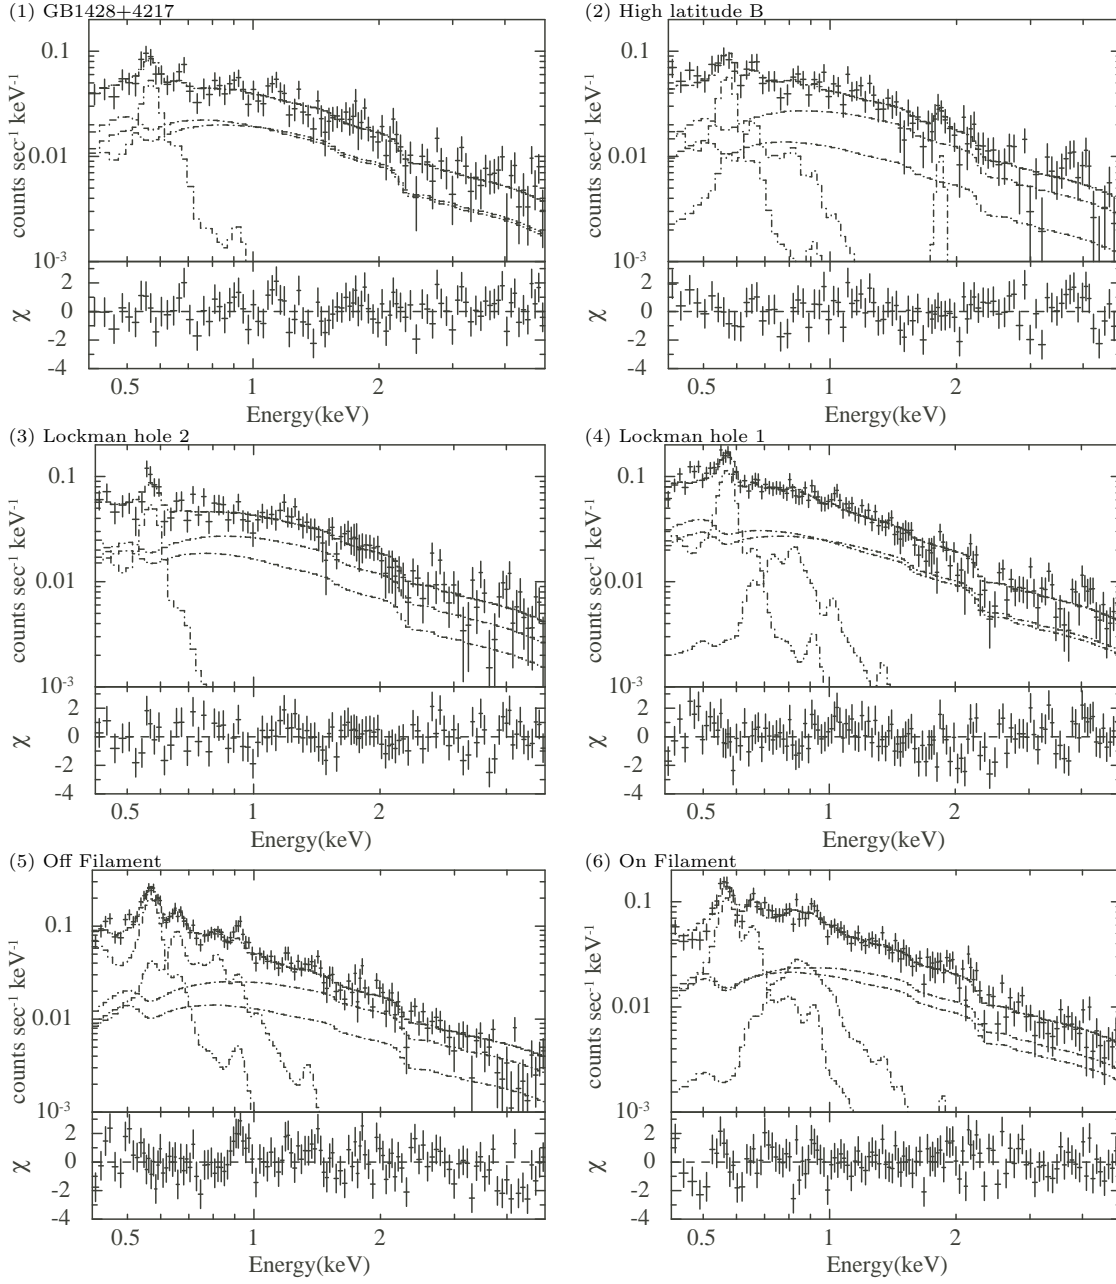 (1) GB1428+4217
0.1
0.01
10-3
counts sec-1 keV-1
2
0
-2
-4
χ
0.5 1 2
Energy(keV)
(2) High latitude B
0.1
0.01
10-3
counts sec-1 keV-1
2
0
-2
-4
χ
0.5 1 2
Energy(keV)
(3) Lockman hole 2
0.1
0.01
10-3
counts sec-1 keV-1
2
0
-2
-4
χ
0.5 1 2
Energy(keV)
(4) Lockman hole 1
0.1
0.01
10-3
counts sec-1 keV-1
2
0
-2
-4
χ
0.5 1 2
Energy(keV)
(5) Off Filament
0.1
0.01
10-3
counts sec-1 keV-1
2
0
-2
-4
χ
0.5 1 2
Energy(keV)
(6) On Filament
0.1
0.01
10-3
counts sec-1 keV-1
2
0
-2
-4
χ
0.5 1 2
Energy(keV)